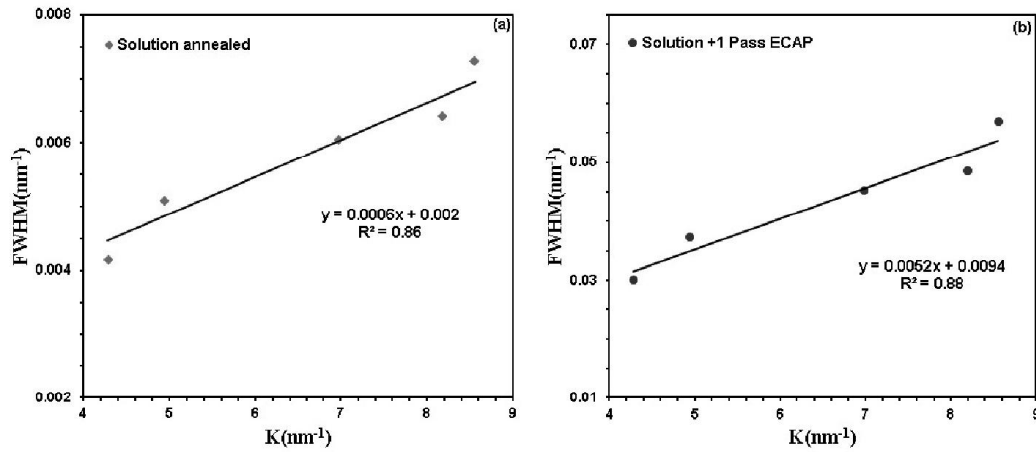 (a)
Solution annealed
0.008
0.006
0.004
0.002
FWHM(nm⁻¹)
y = 0.0006x + 0.002
R² = 0.86
4 5 6 7 8 9
K(nm⁻¹)
(b)
Solution +1 Pass ECAP
0.07
0.05
0.03
0.01
FWHM(nm⁻¹)
y = 0.0052x + 0.0094
R² = 0.88
4 5 6 7 8 9
K(nm⁻¹)